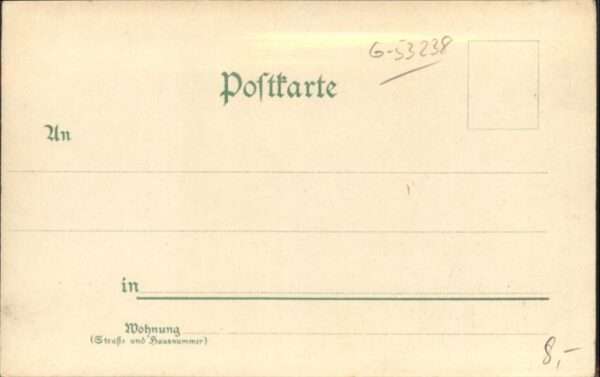 G-53238
Postkarte
An
in
Wohnung
(Straße und Hausnummer)
8,-